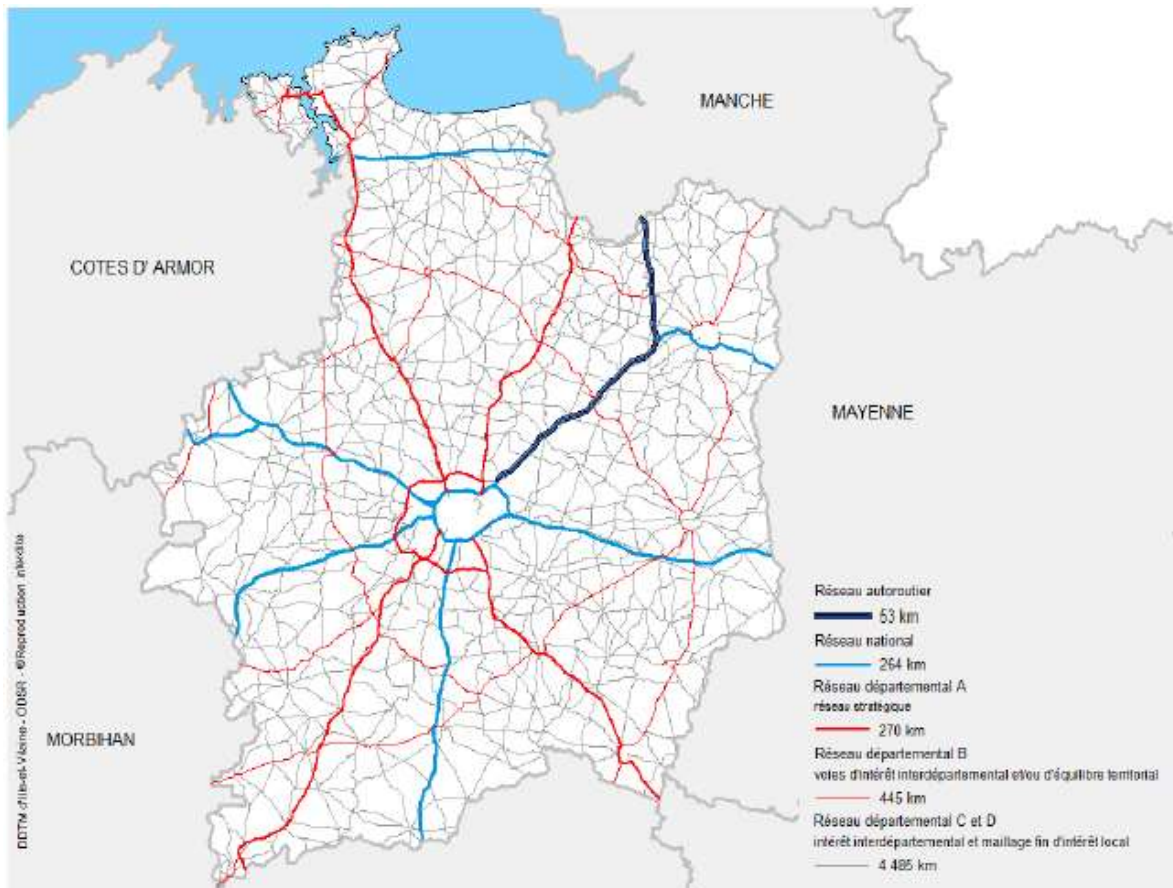 MANCHE
COTES D' ARMOR
MAYENNE
MORBIHAN
DDTM d'Ille-et-Vilaine - ODSR - ©Reproduction interdite
Réseau autoroutier
53 km
Réseau national
264 km
Réseau départemental A
réseau stratégique
270 km
Réseau départemental B
voies d'intérêt interdépartemental et/ou d'équilibre territorial
445 km
Réseau départemental C et D
intérêt interdépartemental et maillage fin d'intérêt local
4 485 km